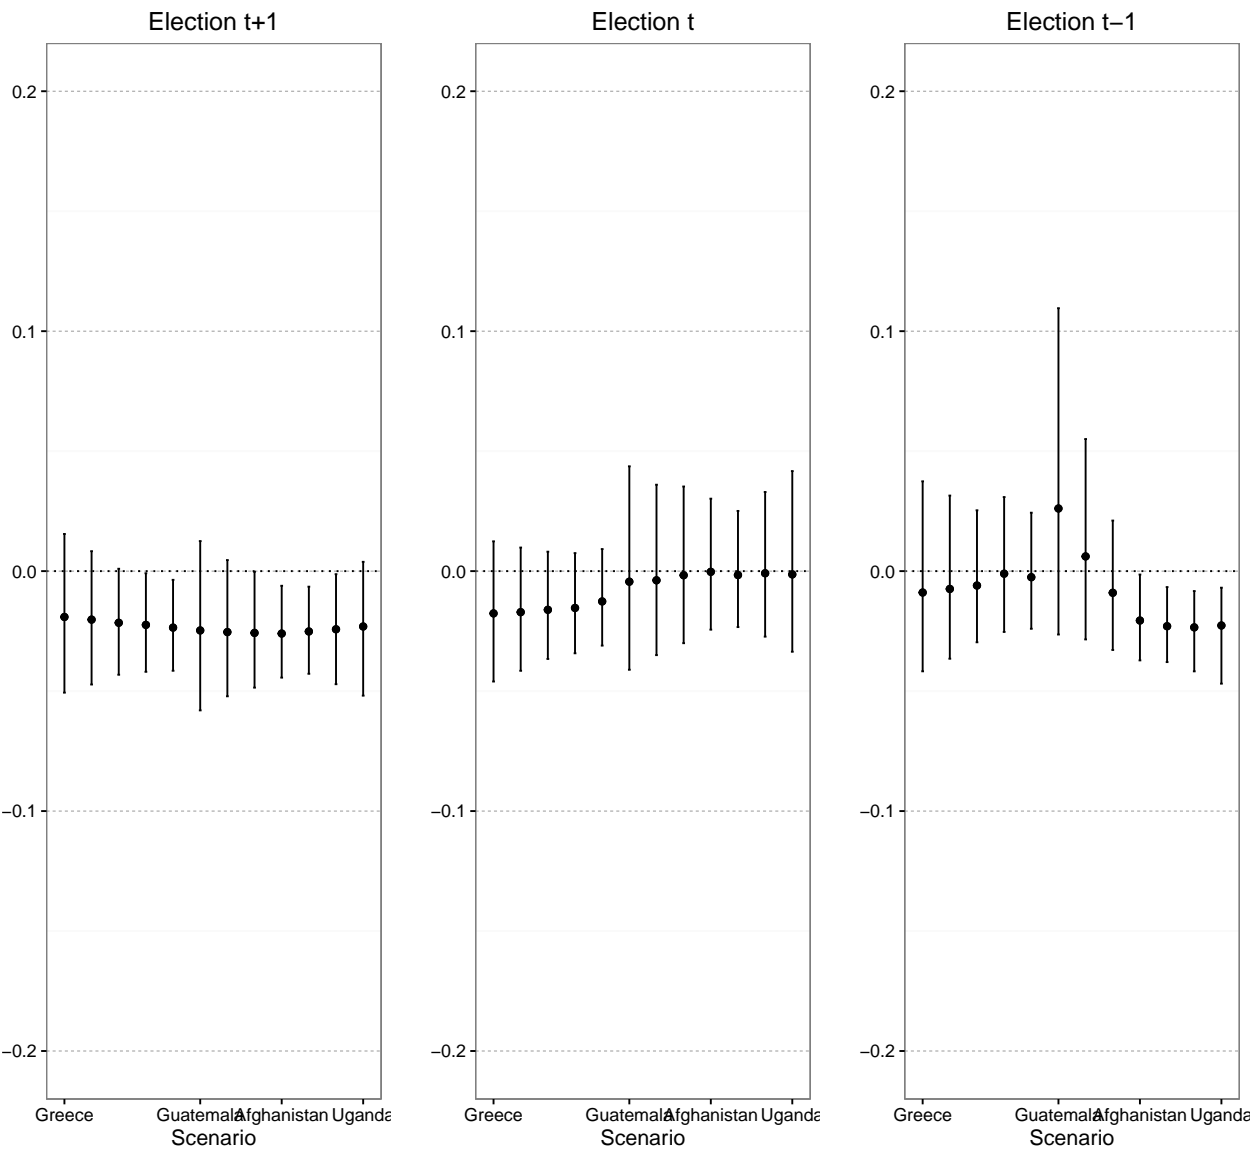 Election t+1
Election t
Election t−1
0.2
0.1
0.0
−0.1
−0.2
Greece
Guatemala
Afghanistan
Uganda
Scenario
0.2
0.1
0.0
−0.1
−0.2
Greece
Guatemala
Afghanistan
Uganda
Scenario
0.2
0.1
0.0
−0.1
−0.2
Greece
Guatemala
Afghanistan
Uganda
Scenario